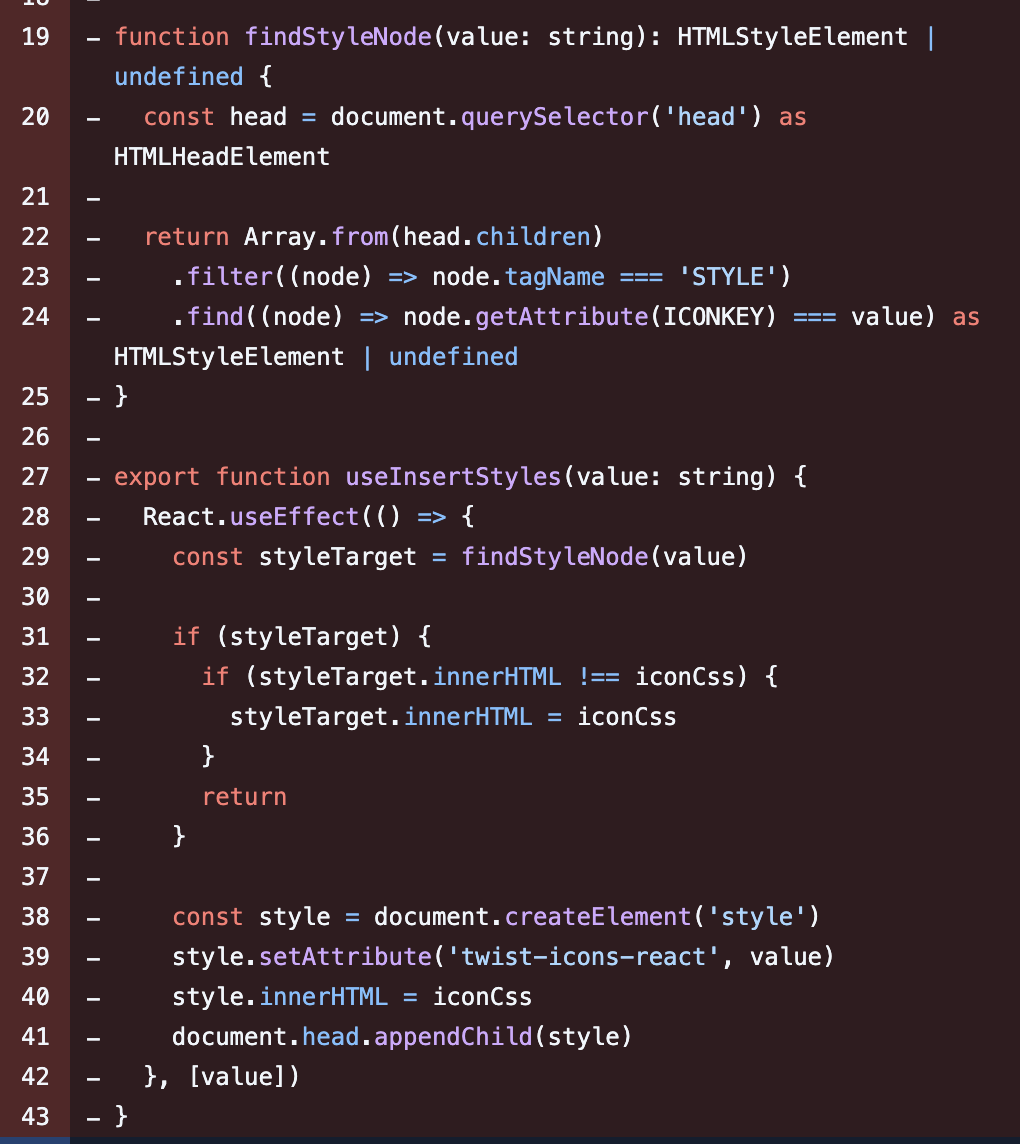 19 − function findStyleNode(value: string): HTMLStyleElement |
undefined {
20 −   const head = document.querySelector('head') as
HTMLHeadElement
21 −
22 −   return Array.from(head.children)
23 −     .filter((node) => node.tagName === 'STYLE')
24 −     .find((node) => node.getAttribute(ICONKEY) === value) as
HTMLStyleElement | undefined
25 − }
26 −
27 − export function useInsertStyles(value: string) {
28 −   React.useEffect(() => {
29 −     const styleTarget = findStyleNode(value)
30 −
31 −     if (styleTarget) {
32 −       if (styleTarget.innerHTML !== iconCss) {
33 −         styleTarget.innerHTML = iconCss
34 −       }
35 −       return
36 −     }
37 −
38 −     const style = document.createElement('style')
39 −     style.setAttribute('twist-icons-react', value)
40 −     style.innerHTML = iconCss
41 −     document.head.appendChild(style)
42 −   }, [value])
43 − }